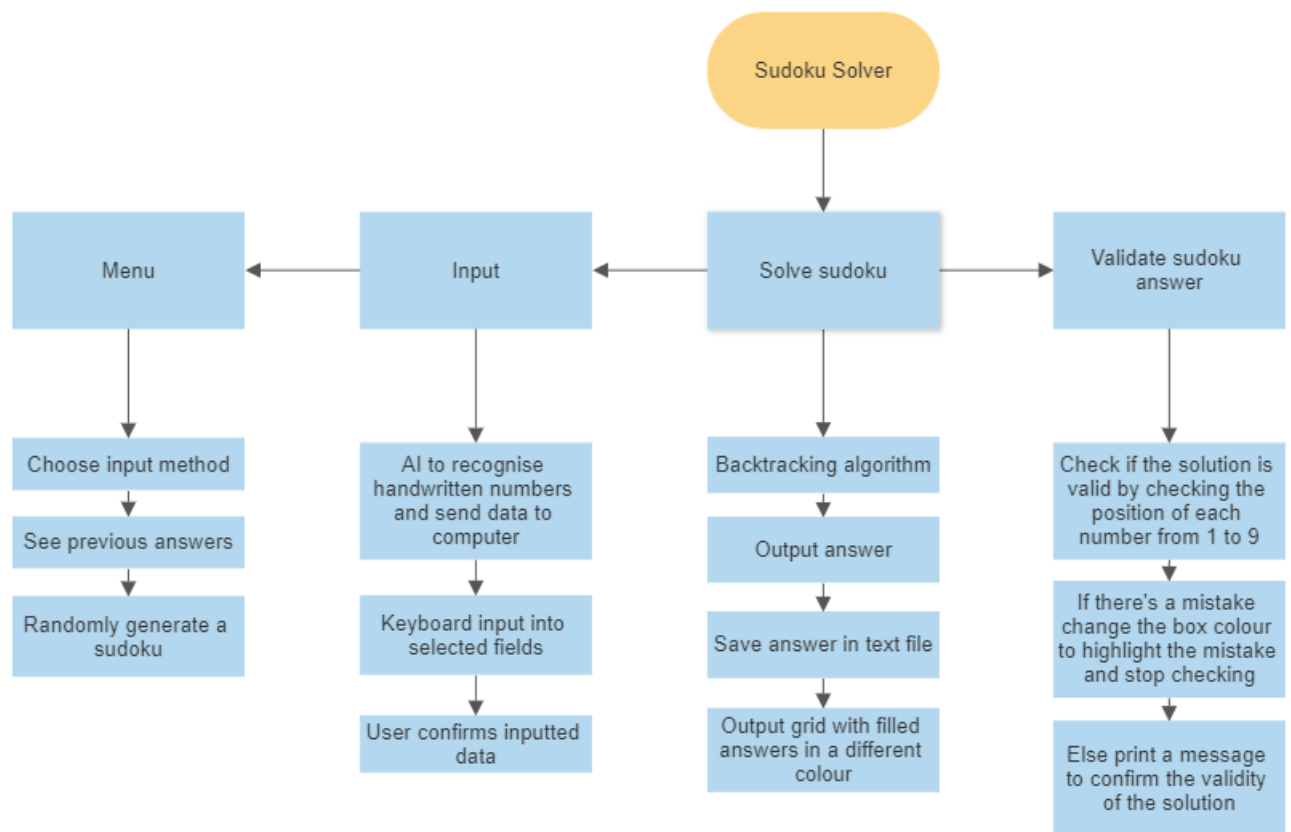 Sudoku Solver
Menu
Input
Solve sudoku
Validate sudoku
answer
Choose input method
See previous answers
Randomly generate a
sudoku
AI to recognise
handwritten numbers
and send data to
computer
Keyboard input into
selected fields
User confirms inputted
data
Backtracking algorithm
Output answer
Save answer in text file
Output grid with filled
answers in a different
colour
Check if the solution is
valid by checking the
position of each
number from 1 to 9
If there's a mistake
change the box colour
to highlight the mistake
and stop checking
Else print a message
to confirm the validity
of the solution